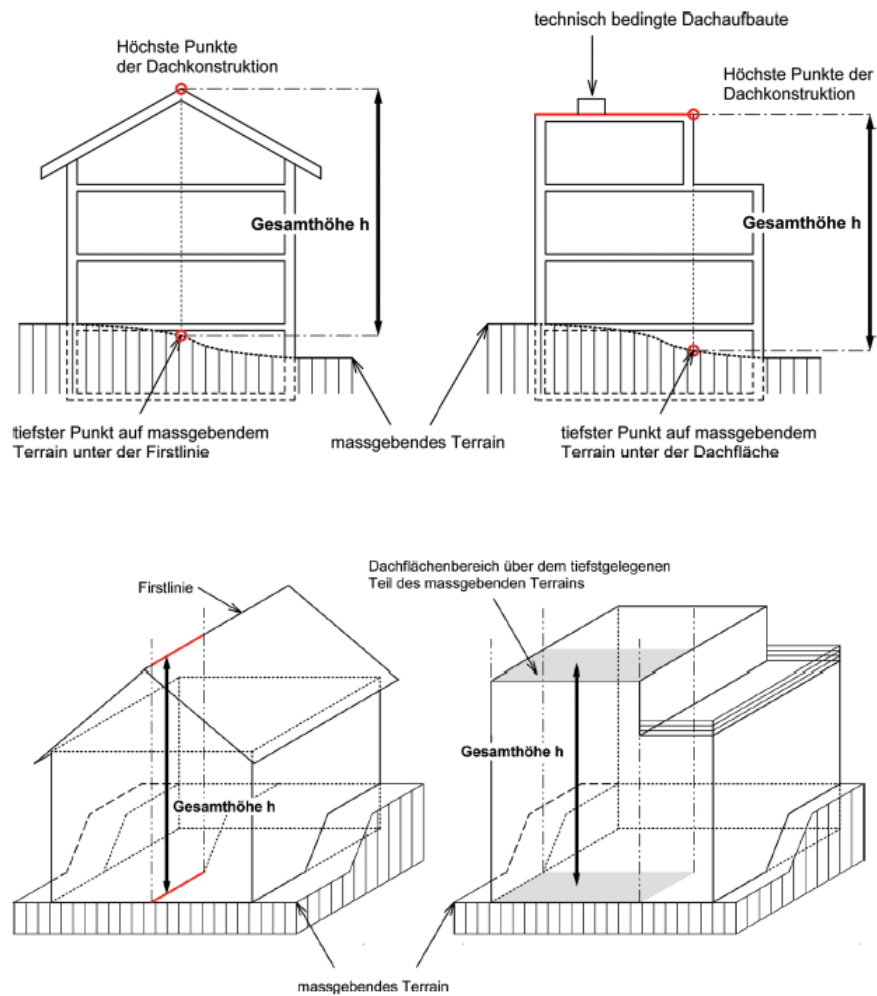 technisch bedingte Dachaufbaute
Höchste Punkte
der Dachkonstruktion
Höchste Punkte der
Dachkonstruktion
Gesamthöhe h
Gesamthöhe h
tiefster Punkt auf massgebendem
Terrain unter der Firstlinie
massgebendes Terrain
tiefster Punkt auf massgebendem
Terrain unter der Dachfläche
Dachflächenbereich über dem tiefstgelegenen
Teil des massgebenden Terrains
Firstlinie
Gesamthöhe h
Gesamthöhe h
massgebendes Terrain